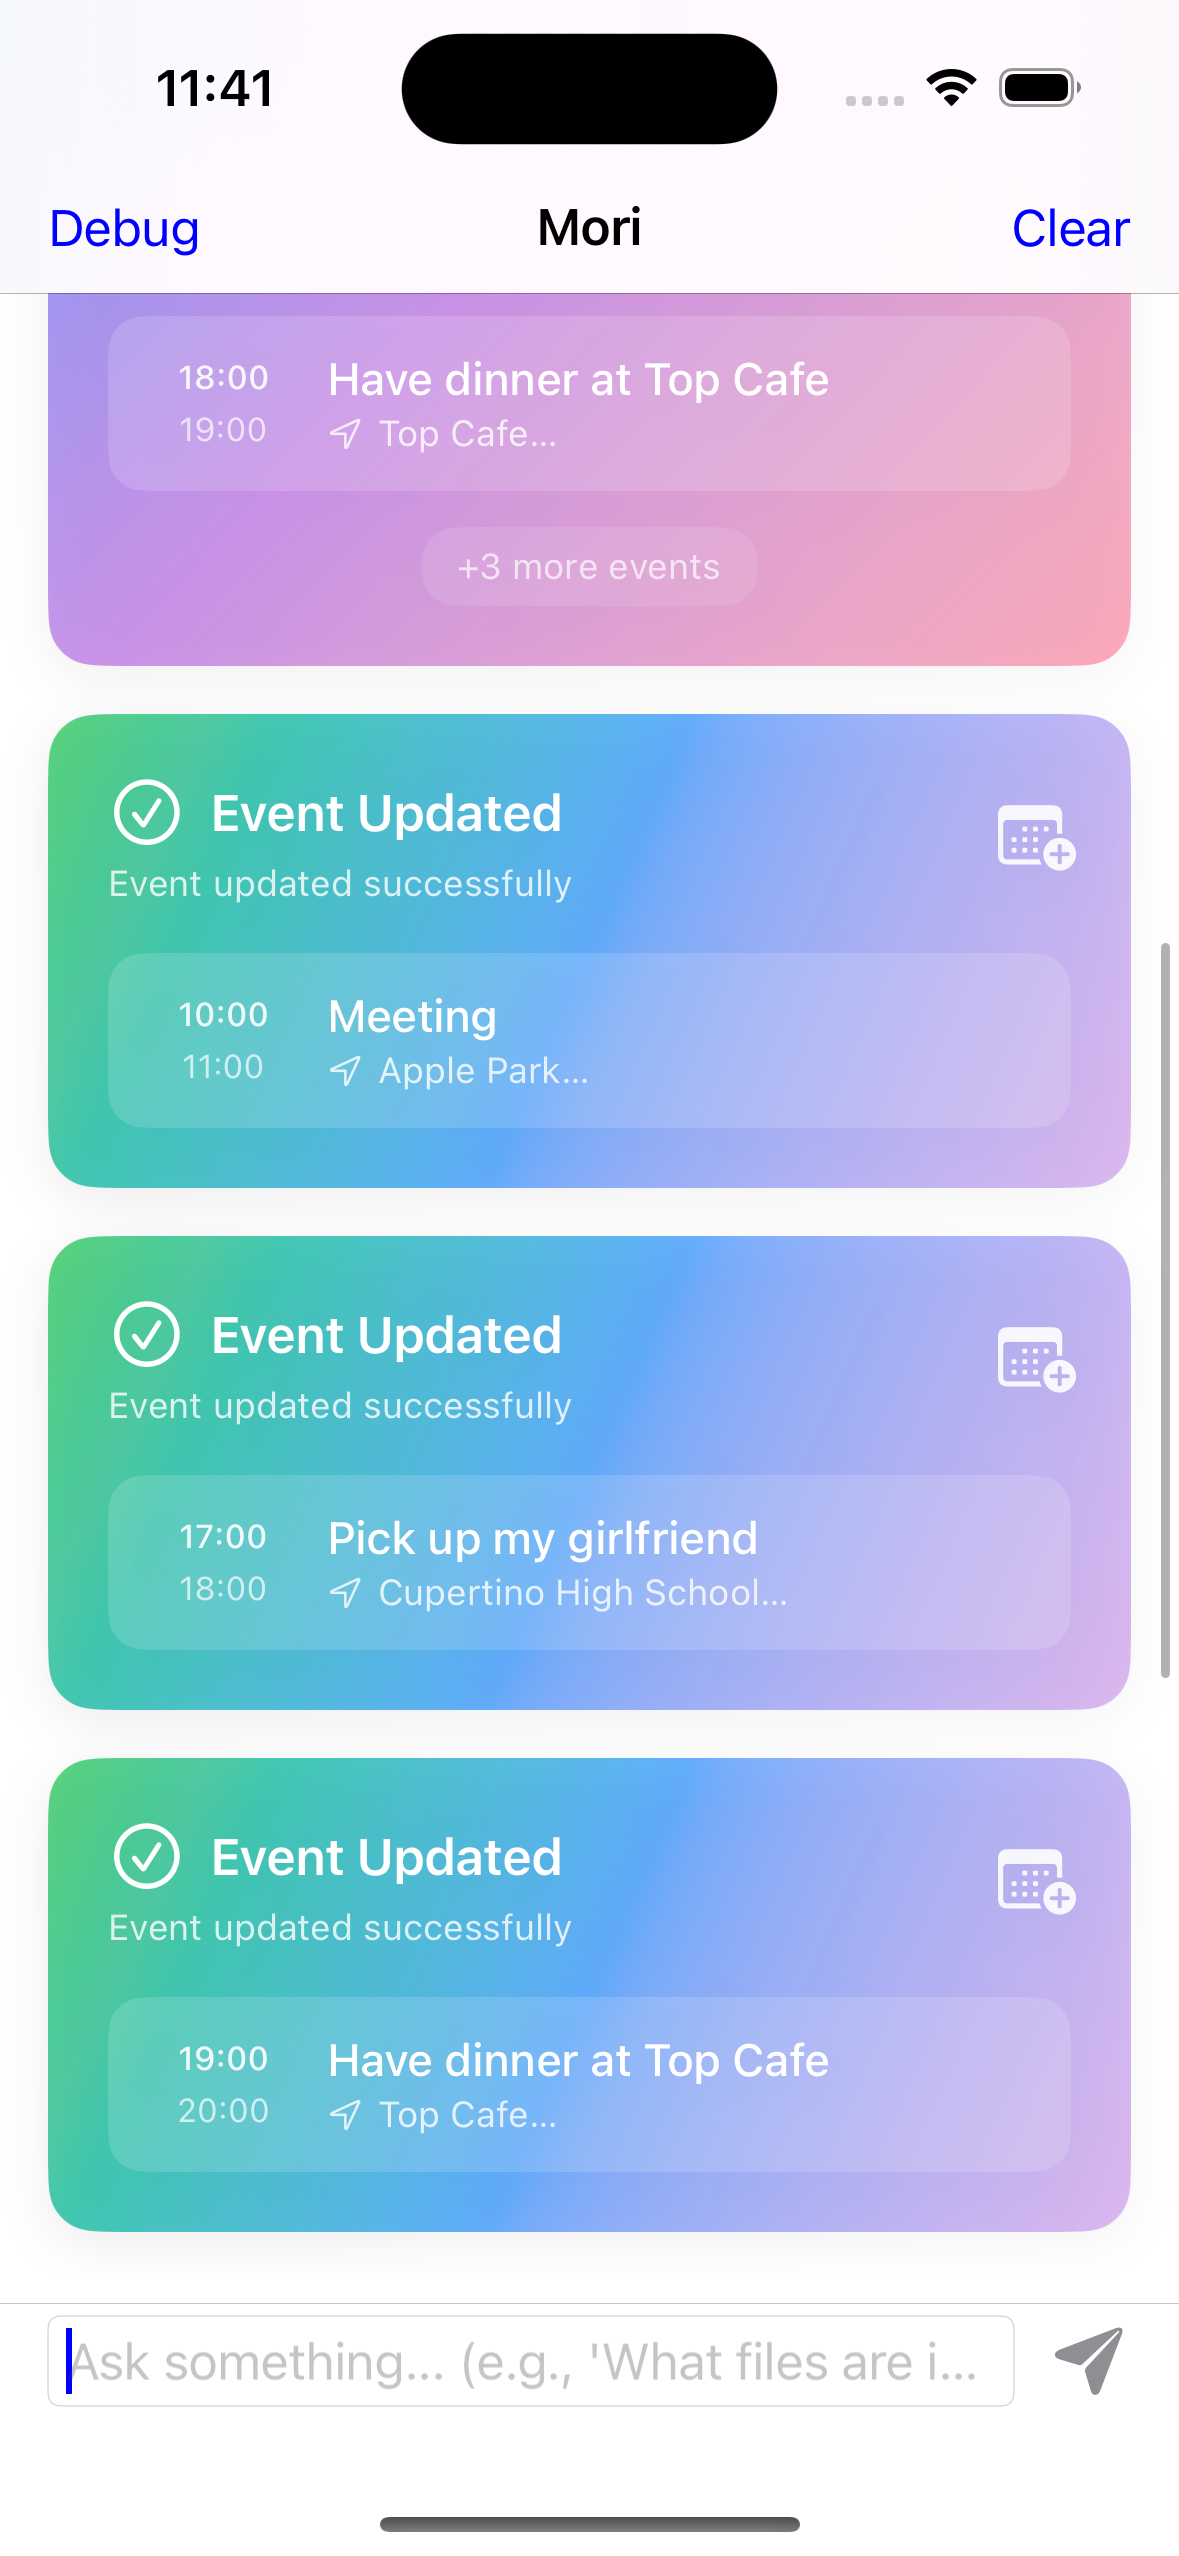 11:41
Debug
Mori
Clear
18:00
Have dinner at Top Cafe
19:00
Top Cafe...
+3 more events
Event Updated
Event updated successfully
10:00
Meeting
11:00
Apple Park...
Event Updated
Event updated successfully
17:00
Pick up my girlfriend
18:00
Cupertino High School...
Event Updated
Event updated successfully
19:00
Have dinner at Top Cafe
20:00
Top Cafe...
Ask something... (e.g., 'What files are i...